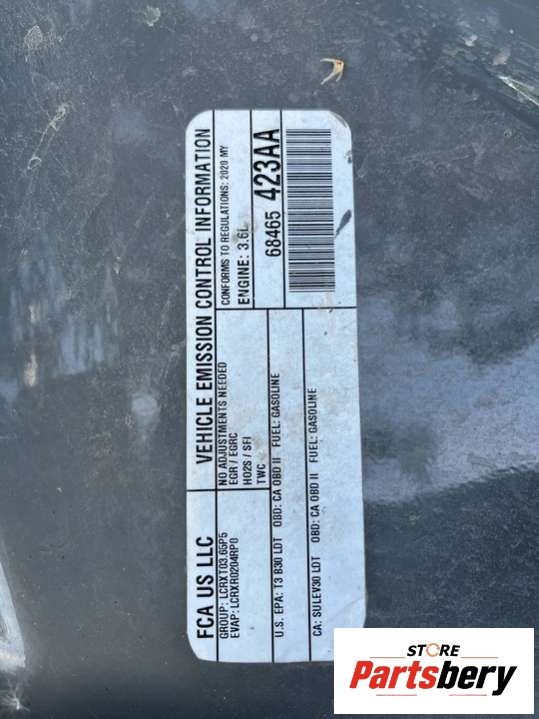 FCA US LLC VEHICLE EMISSION CONTROL INFORMATION
GROUP: LCRXT03.65P5
EVAP: LCRXR0204RP0
NO ADJUSTMENTS NEEDED
EGR / EGRC
HO2S / SFI
TWC
CONFORMS TO REGULATIONS: 2020 MY
ENGINE: 3.6L
68465 423AA
U.S. EPA: T3 B30 LDT OBD: CA OBD II FUEL: GASOLINE
CA: SULEV30 LDT OBD: CA OBD II FUEL: GASOLINE
STORE
Partsbery